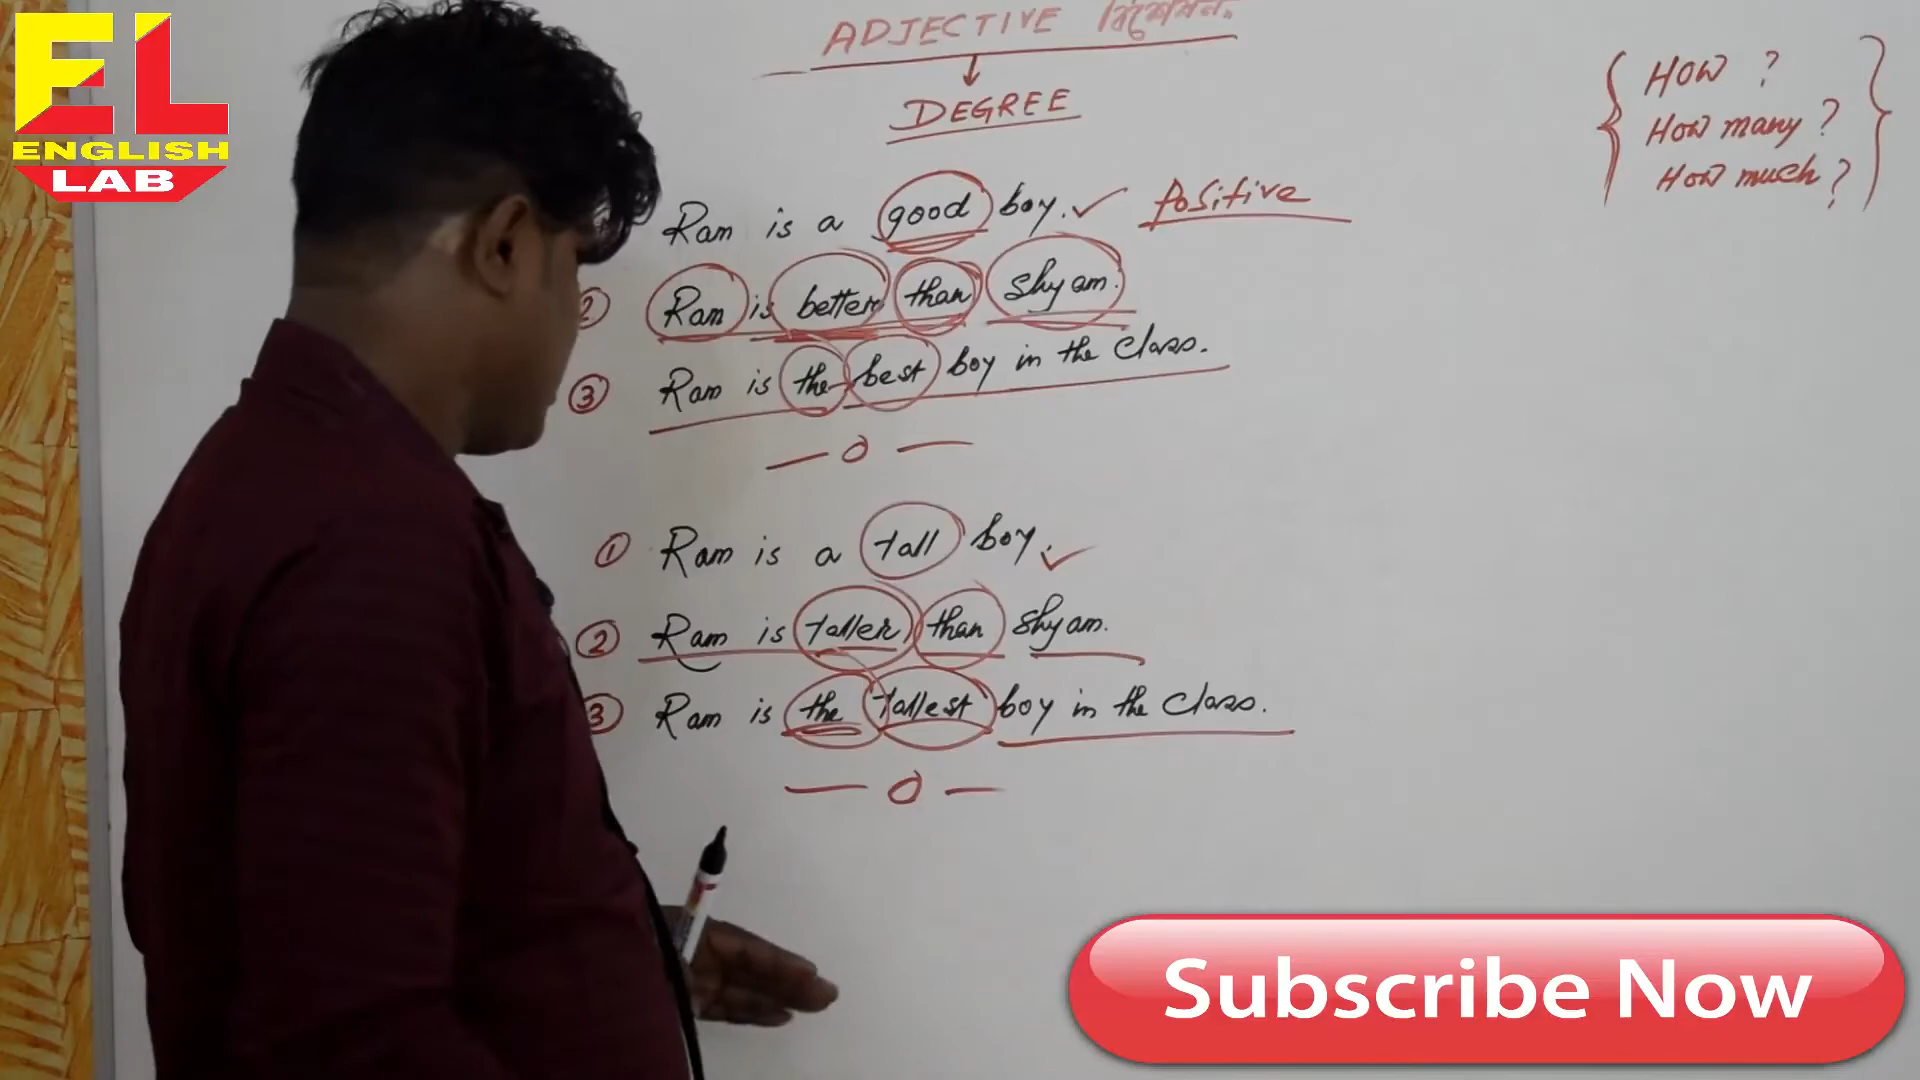 EL
ENGLISH
LAB
ADJECTIVE বিশেষণ.
DEGREE
How ?
How many ?
How much ?
Ram is a good boy. Positive
2 Ram is better than Shyam.
3 Ram is the best boy in the class.
1 Ram is a tall boy.
2 Ram is taller than Shyam.
3 Ram is the tallest boy in the class.
Subscribe Now